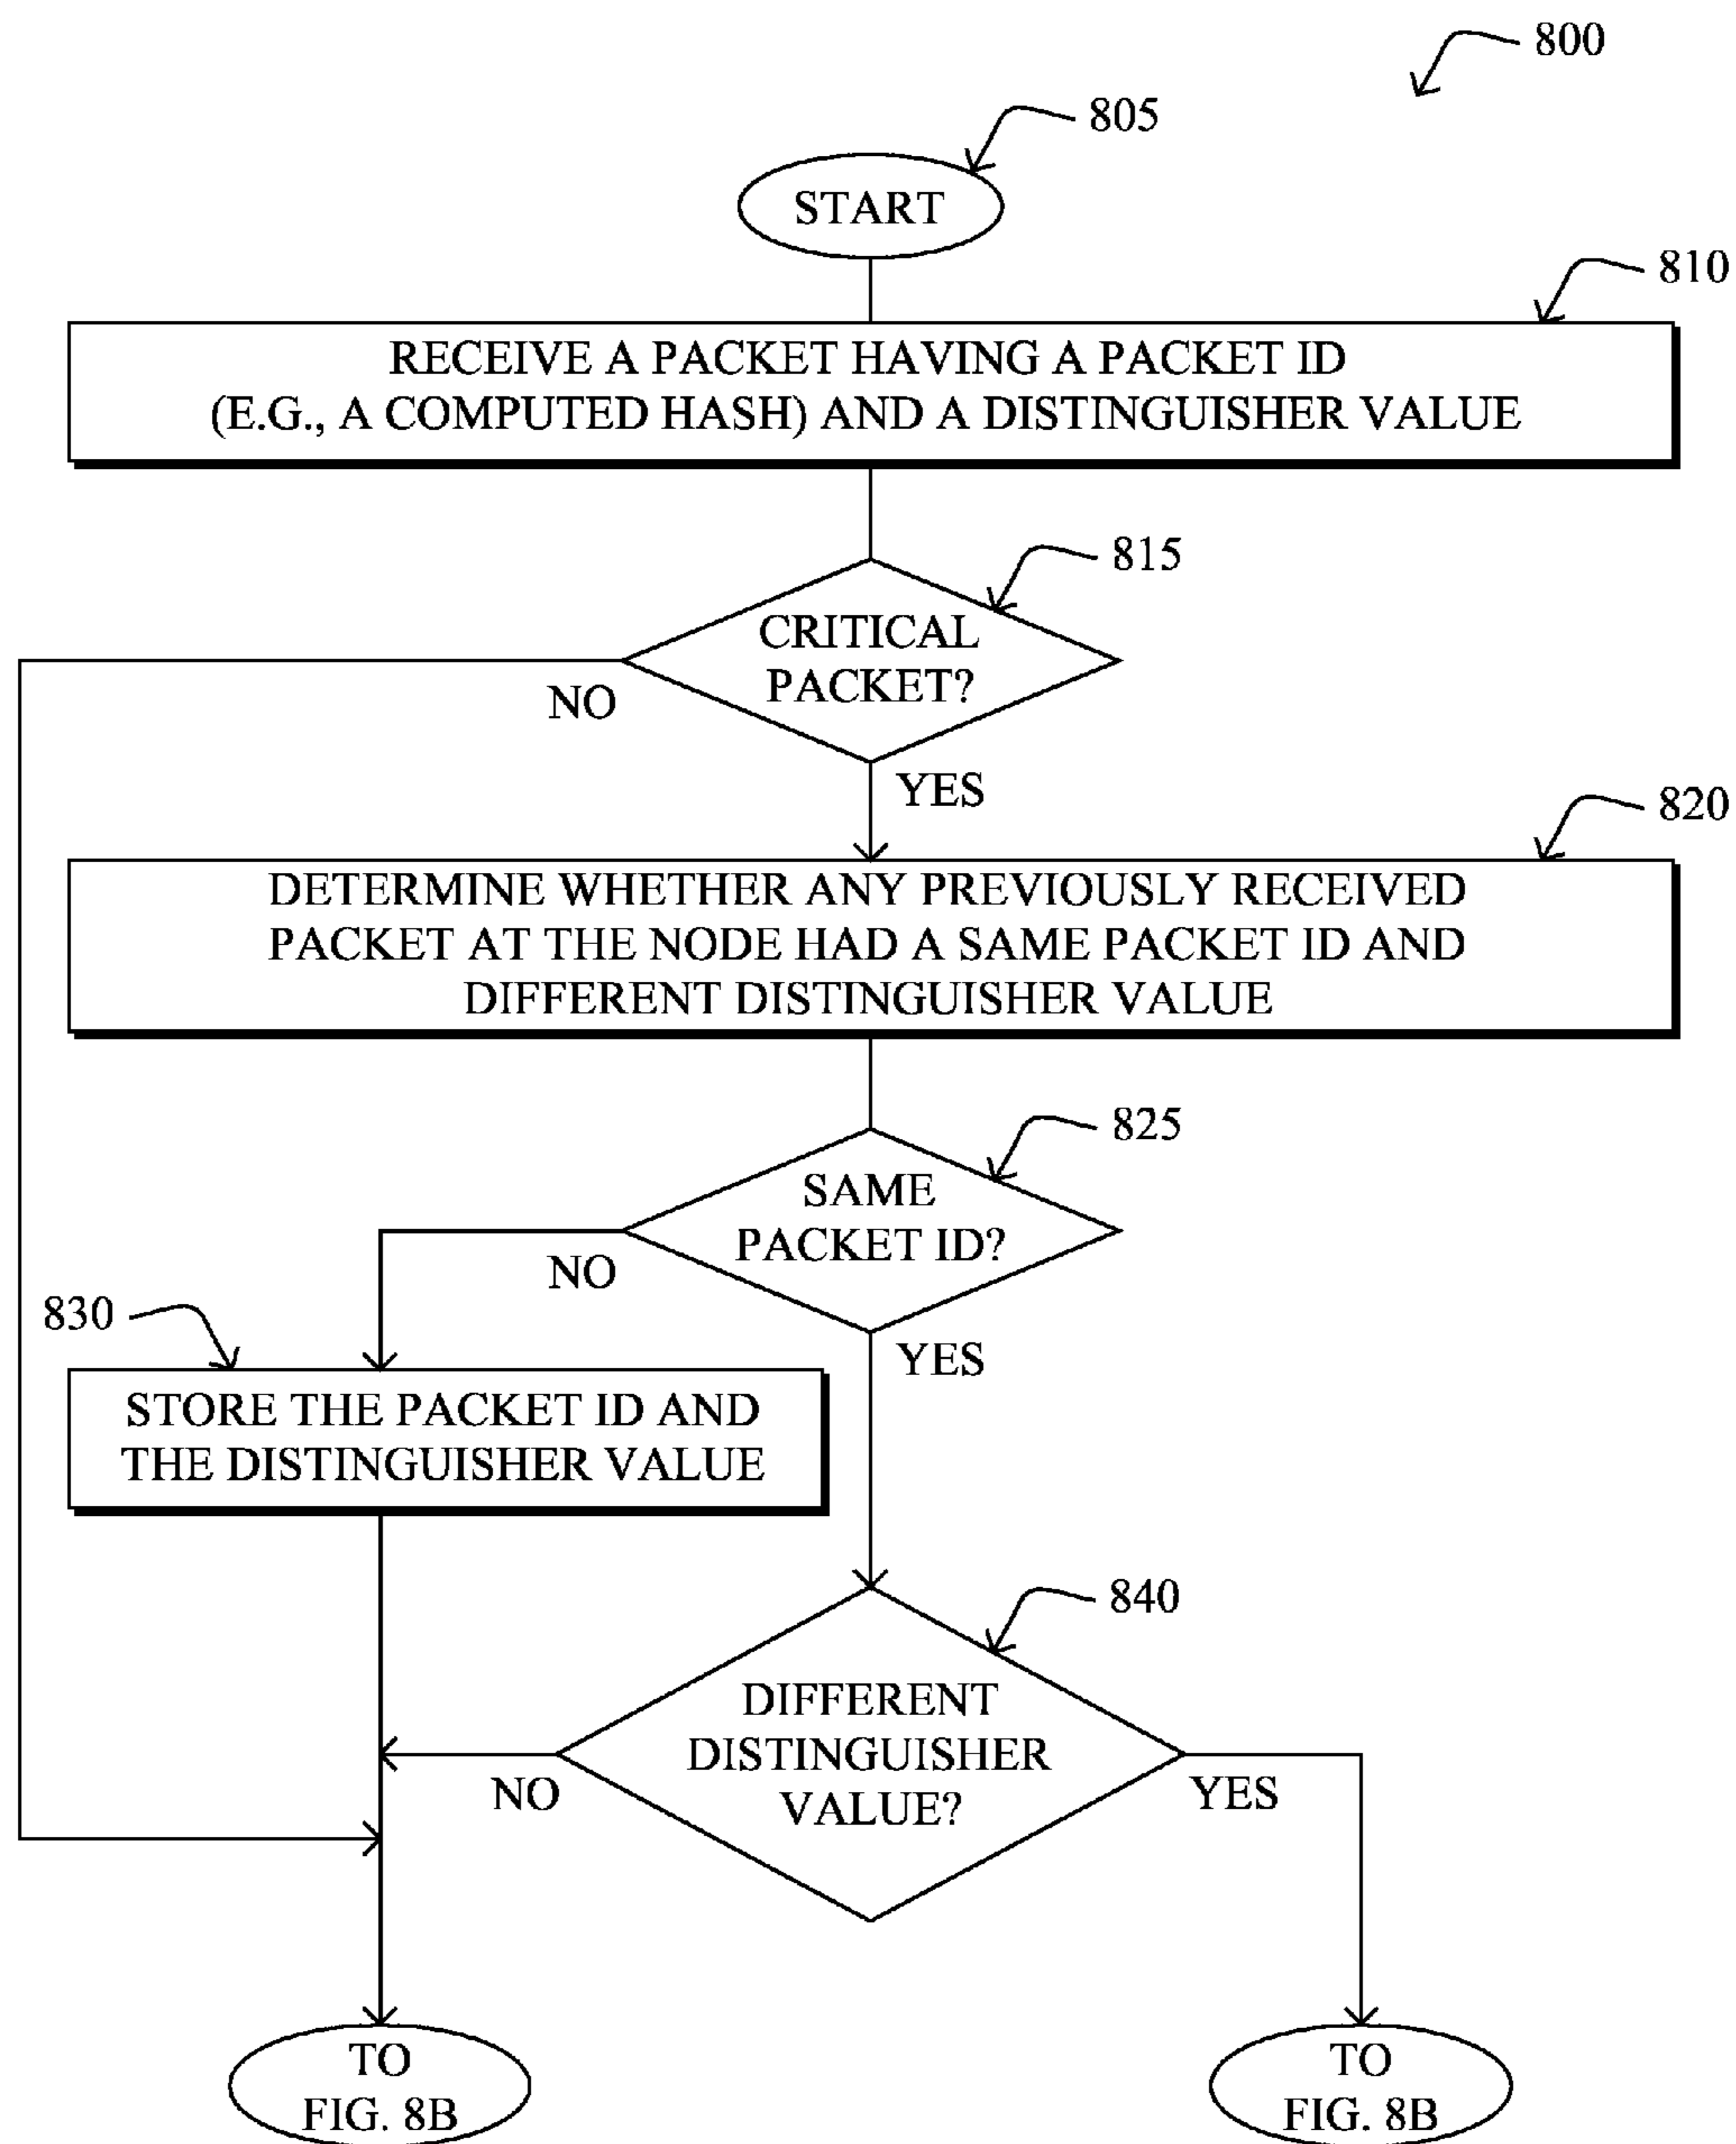 800
805
START
810
RECEIVE A PACKET HAVING A PACKET ID
(E.G., A COMPUTED HASH) AND A DISTINGUISHER VALUE
815
CRITICAL
PACKET?
NO
YES
820
DETERMINE WHETHER ANY PREVIOUSLY RECEIVED
PACKET AT THE NODE HAD A SAME PACKET ID AND
DIFFERENT DISTINGUISHER VALUE
825
SAME
PACKET ID?
NO
YES
830
STORE THE PACKET ID AND
THE DISTINGUISHER VALUE
840
DIFFERENT
DISTINGUISHER
VALUE?
NO
YES
TO
FIG. 8B
TO
FIG. 8B